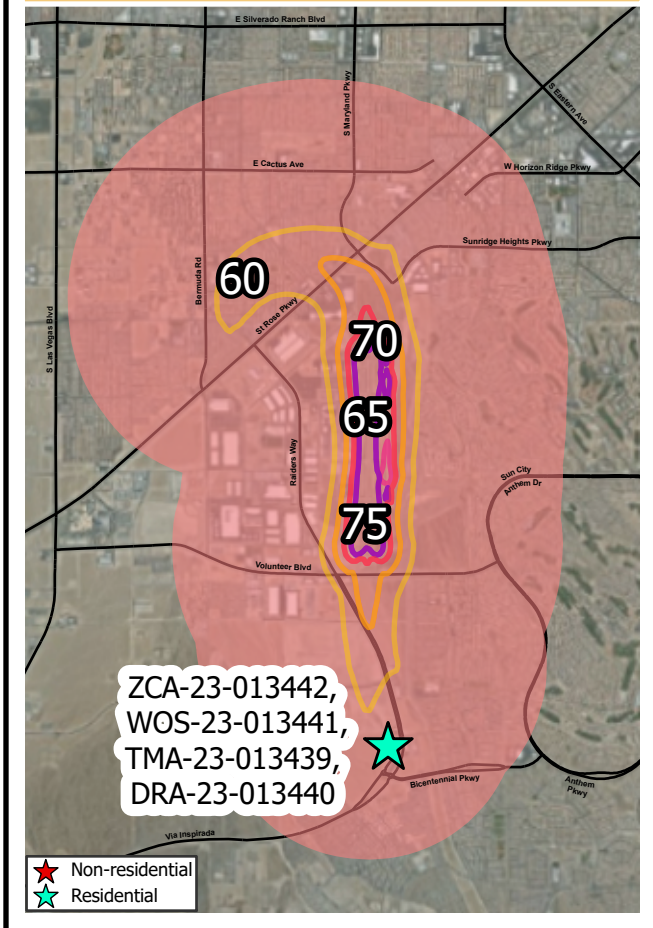 E Silverado Ranch Blvd
S Maryland Pkwy
S Eastern Ave
E Cactus Ave
W Horizon Ridge Pkwy
Sunridge Heights Pkwy
Bermuda Rd
60
St Rose Pkwy
S Las Vegas Blvd
70
65
Raiders Way
Sun City
Anthem Dr
75
Volunteer Blvd
ZCA-23-013442,
WOS-23-013441,
TMA-23-013439,
DRA-23-013440
Bicentennial Pkwy
Anthem
Pkwy
Via Inspirada
Non-residential
Residential